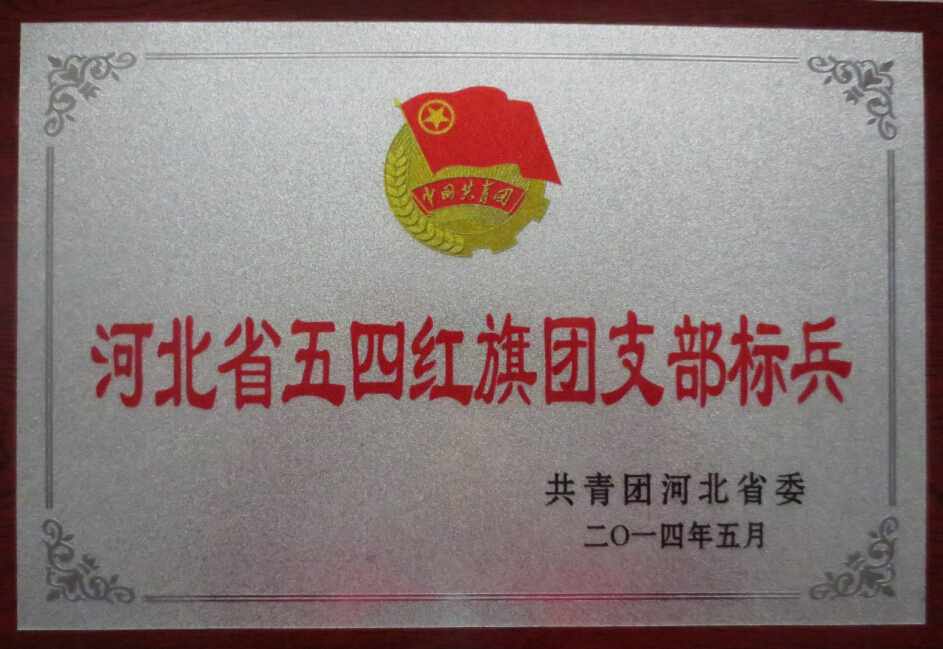 中国共青团
河北省五四红旗团支部标兵
共青团河北省委
二〇一四年五月